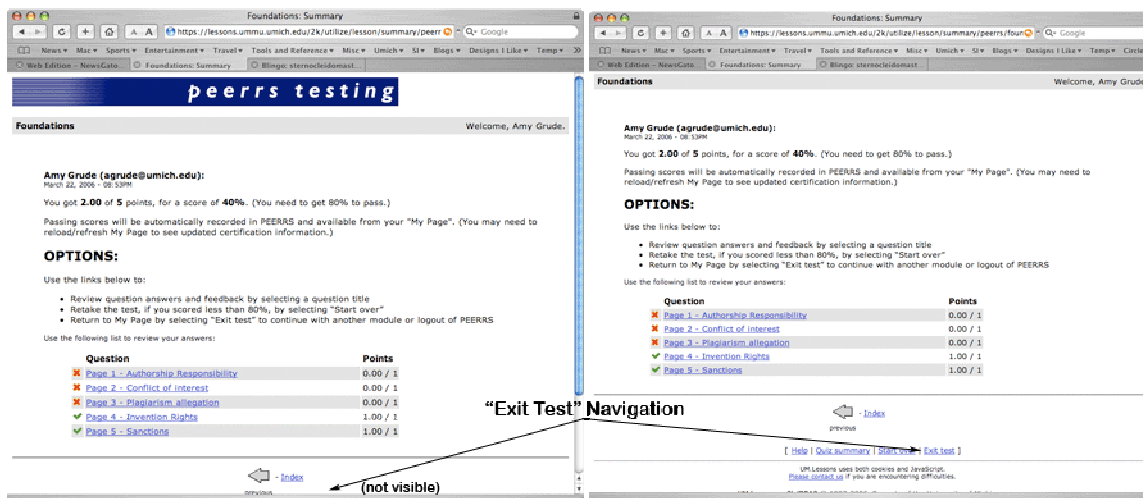 Foundations: Summary
A A
https://lessons.ummu.umich.edu/2k/utilize/lesson/summary/peerr
Google
News Mac Sports Entertainment Travel Tools and Reference Misc Umich SI Blogs Designs I Like Temp »
Web Edition - NewsGato...
Foundations: Summary
Blingo: sternocleidomast...
peerrs testing
Foundations
Welcome, Amy Grude.
Amy Grude (agrude@umich.edu):
March 22, 2006 - 08:53PM
You got 2.00 of 5 points, for a score of 40%. (You need to get 80% to pass.)
Passing scores will be automatically recorded in PEERRS and available from your "My Page". (You may need to
reload/refresh My Page to see updated certification information.)
OPTIONS:
Use the links below to:
• Review question answers and feedback by selecting a question title
• Retake the test, if you scored less than 80%, by selecting "Start over"
• Return to My Page by selecting "Exit test" to continue with another module or logout of PEERRS
Use the following list to review your answers:
Question Points
Page 1 - Authorship Responsibility 0.00 / 1
Page 2 - Conflict of interest 0.00 / 1
Page 3 - Plagiarism allegation 0.00 / 1
Page 4 - Invention Rights 1.00 / 1
Page 5 - Sanctions 1.00 / 1
- Index
previous
(not visible)
"Exit Test" Navigation
Foundations: Summary
A A
https://lessons.ummu.umich.edu/2k/utilize/lesson/summary/peerrs/foun
Google
News Mac Sports Entertainment Travel Tools and Reference Misc Umich SI Blogs Designs I Like Temp Circle
Web Edition - NewsGato...
Foundations: Summary
Blingo: sternocleidomast...
Foundations
Welcome, Amy Grude
Amy Grude (agrude@umich.edu):
March 22, 2006 - 08:53PM
You got 2.00 of 5 points, for a score of 40%. (You need to get 80% to pass.)
Passing scores will be automatically recorded in PEERRS and available from your "My Page". (You may need to
reload/refresh My Page to see updated certification information.)
OPTIONS:
Use the links below to:
• Review question answers and feedback by selecting a question title
• Retake the test, if you scored less than 80%, by selecting "Start over"
• Return to My Page by selecting "Exit test" to continue with another module or logout of PEERRS
Use the following list to review your answers:
Question Points
Page 1 - Authorship Responsibility 0.00 / 1
Page 2 - Conflict of interest 0.00 / 1
Page 3 - Plagiarism allegation 0.00 / 1
Page 4 - Invention Rights 1.00 / 1
Page 5 - Sanctions 1.00 / 1
- Index
previous
[ Help | Quiz summary | Start over | Exit test ]
UM.Lessons uses both cookies and JavaScript.
Please contact us if you are encountering difficulties.